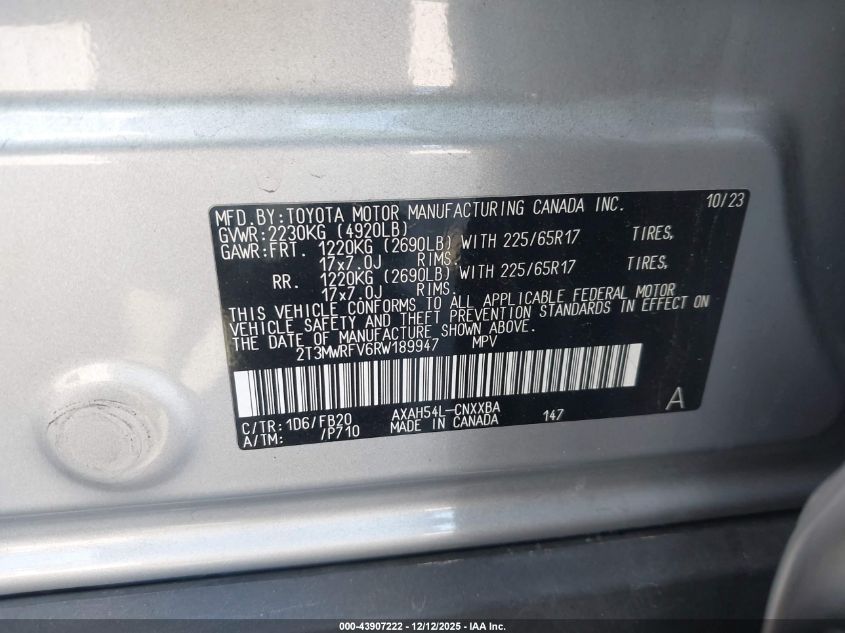 MFD.BY:TOYOTA MOTOR MANUFACTURING CANADA INC. 10/23
GVWR:2230KG (4920LB)
GAWR:FRT. 1220KG (2690LB) WITH 225/65R17 TIRES,
17x7.0J RIMS.
RR. 1220KG (2690LB) WITH 225/65R17 TIRES,
17x7.0J RIMS.
THIS VEHICLE CONFORMS TO ALL APPLICABLE FEDERAL MOTOR
VEHICLE SAFETY AND THEFT PREVENTION STANDARDS IN EFFECT ON
THE DATE OF MANUFACTURE SHOWN ABOVE.
2T3MWRFV6RW189947 MPV
C/TR:1D6/FB20 AXAH54L-CNXXBA 147 A
A/TM: /P710 MADE IN CANADA
000-43907222 - 12/12/2025 - IAA Inc.